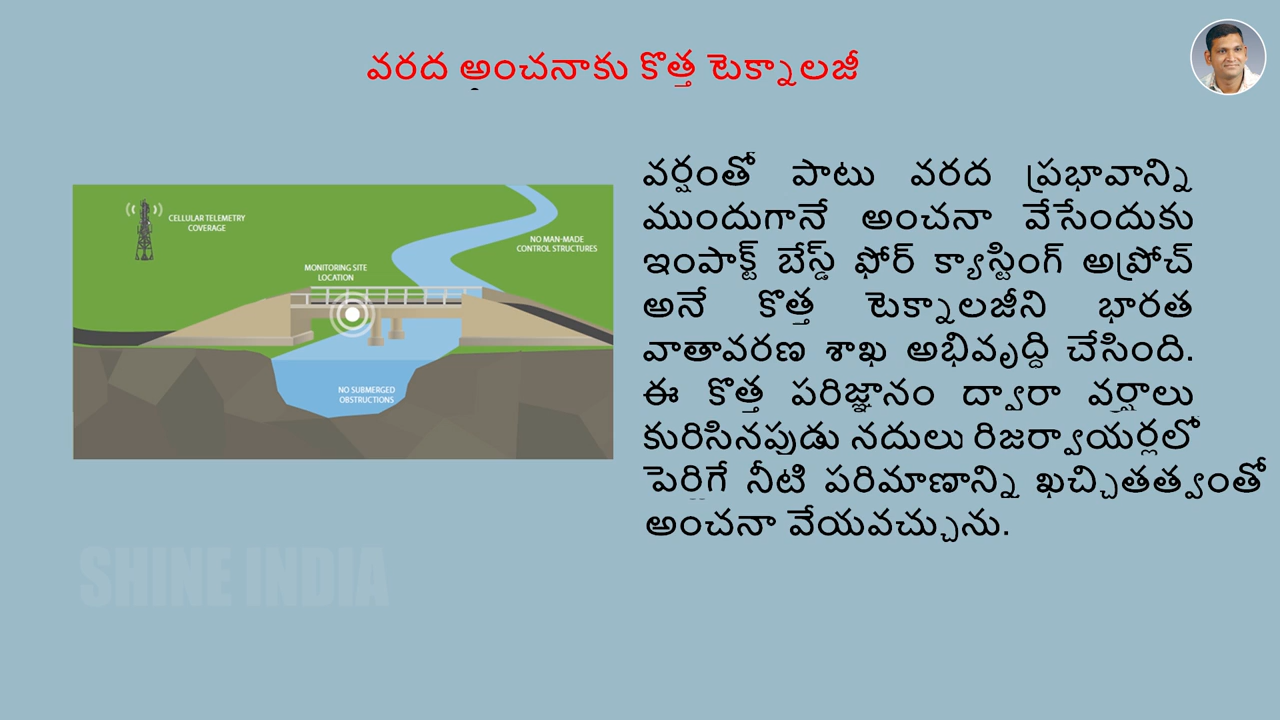 వరద అంచనాకు కొత్త టెక్నాలజీ
CELLULAR TELEMETRY
COVERAGE
NO MAN-MADE
CONTROL STRUCTURES
MONITORING SITE
LOCATION
NO SUBMERGED
OBSTRUCTIONS
వర్షంతో పాటు వరద ప్రభావాన్ని
ముందుగానే అంచనా వేసేందుకు
ఇంపాక్ట్ బేస్డ్ ఫోర్ క్యాస్టింగ్ అప్రోచ్
అనే కొత్త టెక్నాలజీని భారత
వాతావరణ శాఖ అభివృద్ది చేసింది.
ఈ కొత్త పరిజ్ఞానం ద్వారా వర్షాలు
కురిసినపుడు నదులు రిజర్వాయర్లలో
పెరిగే నీటి పరిమాణాన్ని ఖచ్చితత్వంతో
అంచనా వేయవచ్చును.
SHINE INDIA